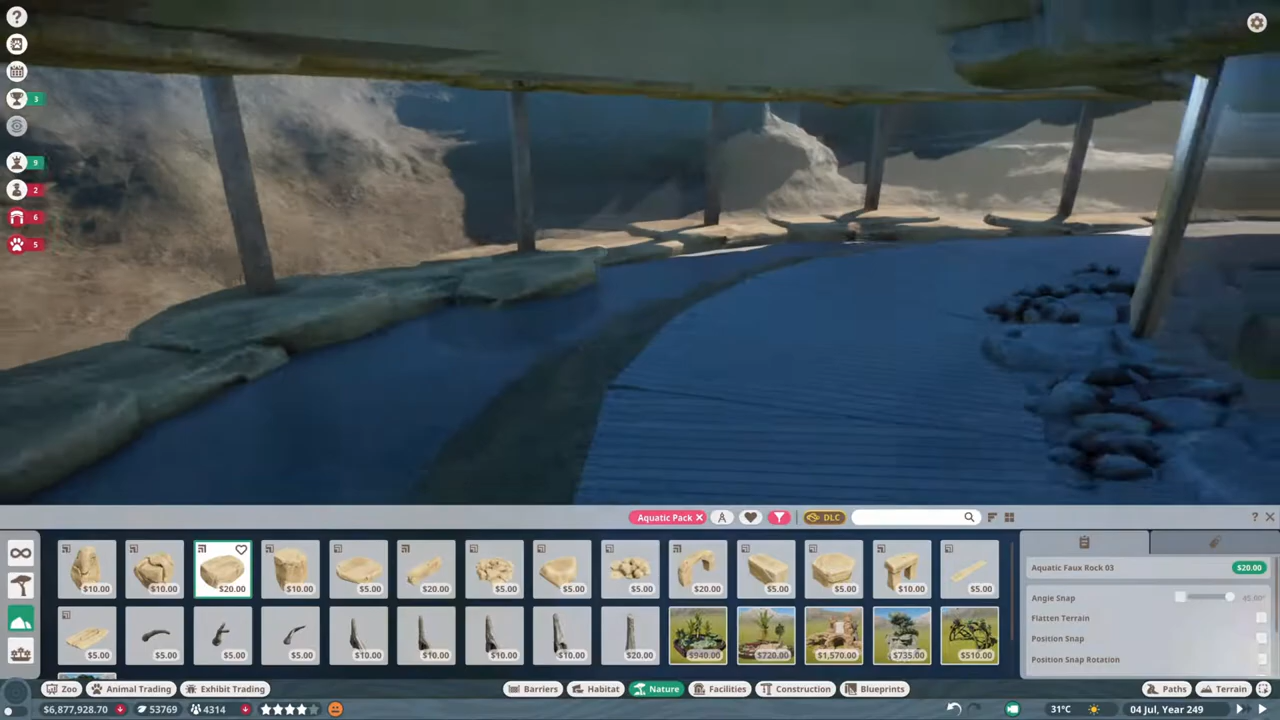 ?
3
9
2
6
5
Aquatic Pack ×
DLC
? ×
$10.00 $10.00 $20.00 $10.00 $5.00 $20.00 $5.00 $5.00 $5.00 $20.00 $5.00 $5.00 $10.00 $5.00
$5.00 $5.00 $5.00 $5.00 $10.00 $10.00 $10.00 $10.00 $20.00 $940.00 $720.00 $1,570.00 $735.00 $510.00
Aquatic Faux Rock 03 $20.00
Angle Snap 45.00°
Flatten Terrain
Position Snap
Position Snap Rotation
Zoo Animal Trading Exhibit Trading Barriers Habitat Nature Facilities Construction Blueprints Paths Terrain
$6,877,928.70 53769 4314 31°C 04 Jul, Year 249